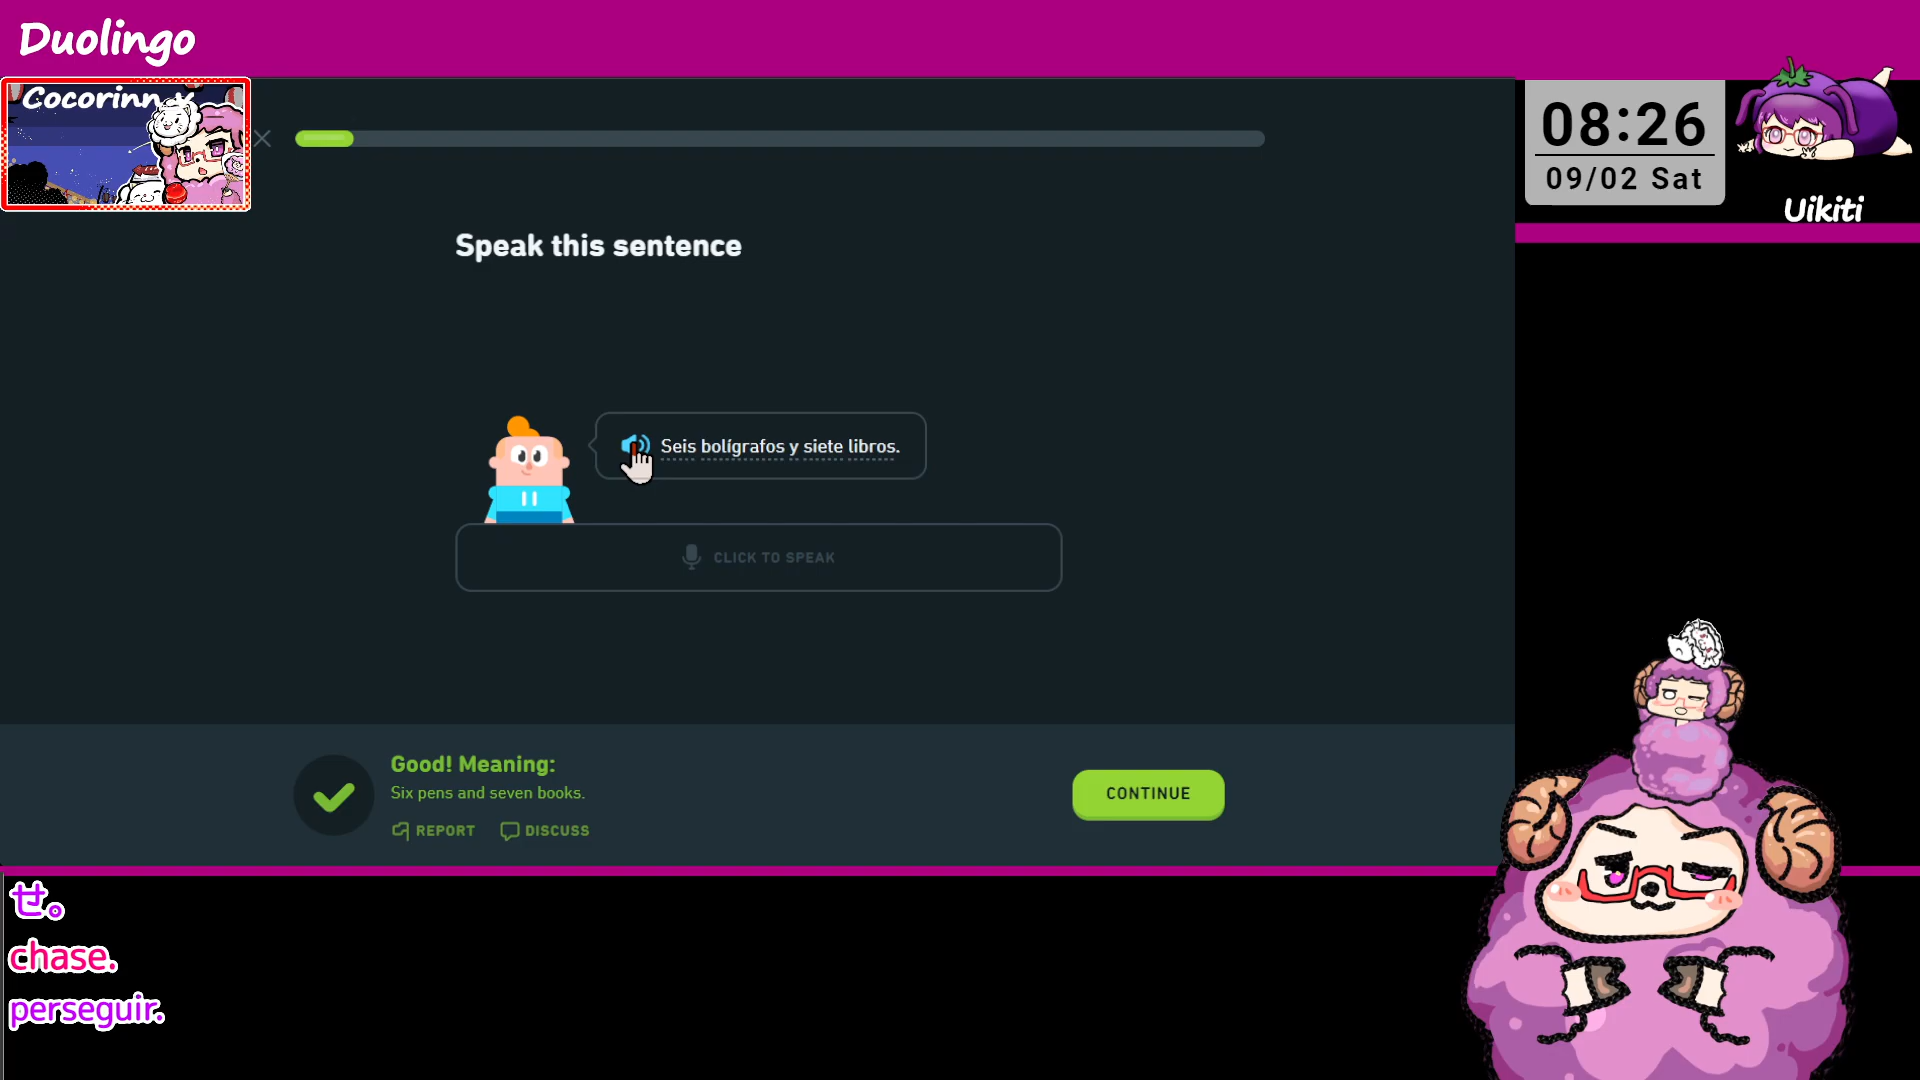 Duolingo
Cocorinn_y
08:26
09/02 Sat
Uikiti
Speak this sentence
Seis bolígrafos y siete libros.
CLICK TO SPEAK
Good! Meaning:
Six pens and seven books.
REPORT DISCUSS
CONTINUE
せ。
chase.
perseguir.